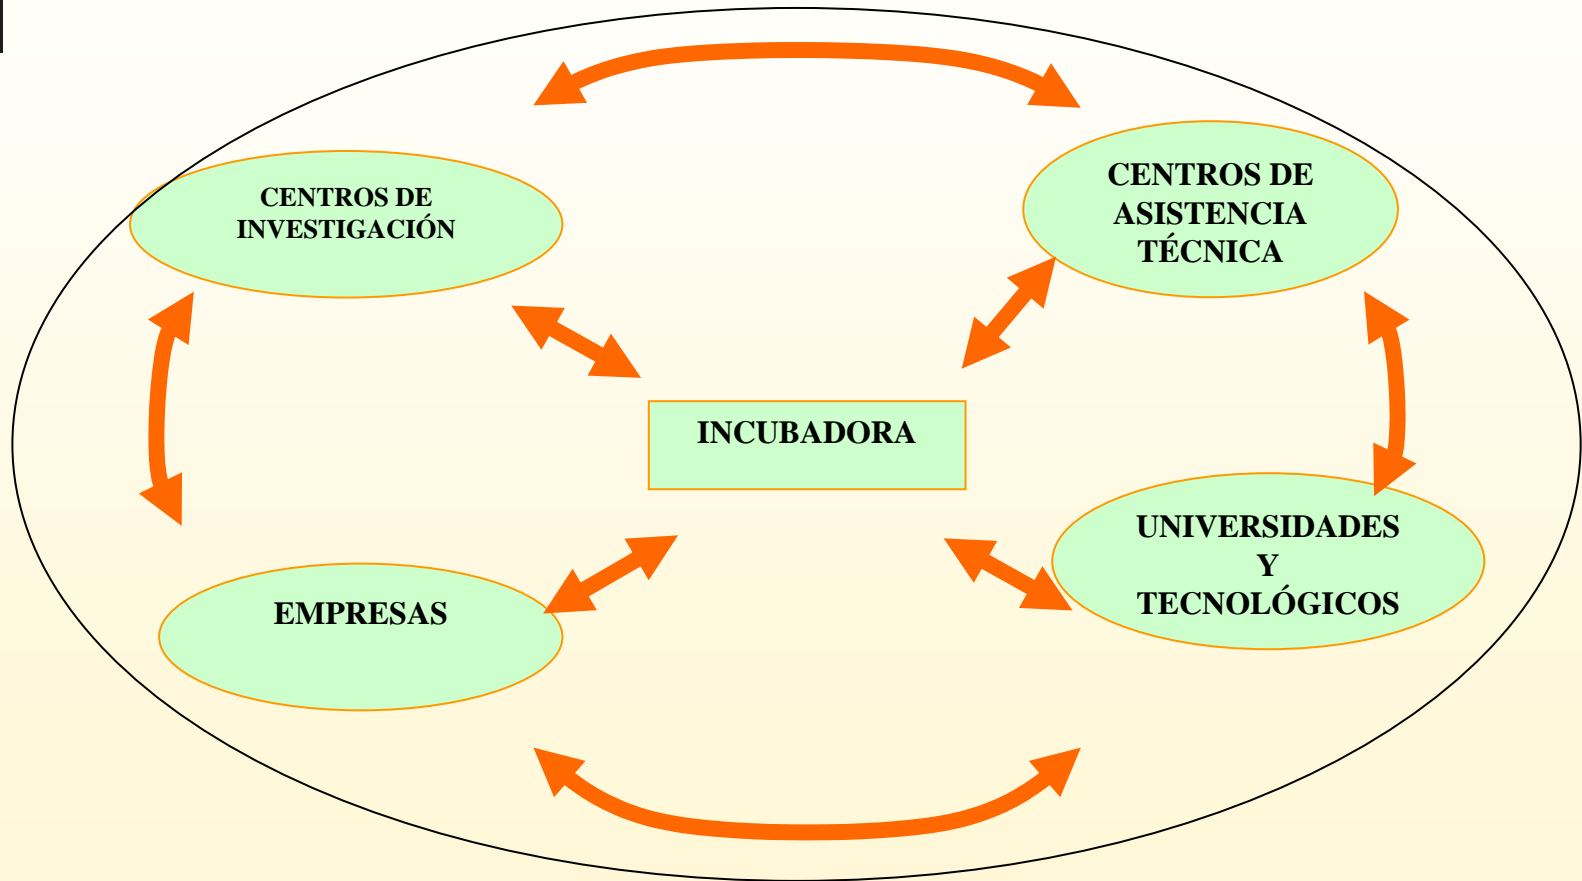 CENTROS DE
INVESTIGACIÓN
CENTROS DE
ASISTENCIA
TÉCNICA
INCUBADORA
EMPRESAS
UNIVERSIDADES
Y
TECNOLÓGICOS